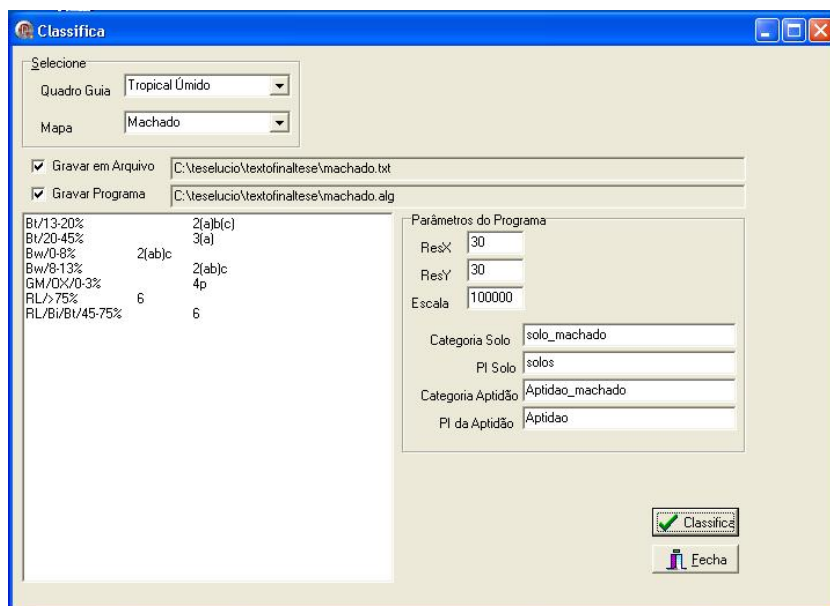 Classifica
Selecione
Quadro Guia Tropical Úmido
Mapa Machado
Gravar em Arquivo C:\teselucio\textofinaltese\machado.txt
Gravar Programa C:\teselucio\textofinaltese\machado.alg
Bt/13-20% 2(a)b(c)
Bt/20-45% 3(a)
Bw/0-8% 2(ab)c
Bw/8-13% 2(ab)c
GM/OX/0-3% 4p
RL/>75% 6
RL/Bi/Bt/45-75% 6
Parâmetros do Programa
ResX 30
ResY 30
Escala 100000
Categoria Solo solo_machado
PI Solo solos
Categoria Aptidão Aptidao_machado
PI da Aptidão Aptidao
Classifica
Fecha